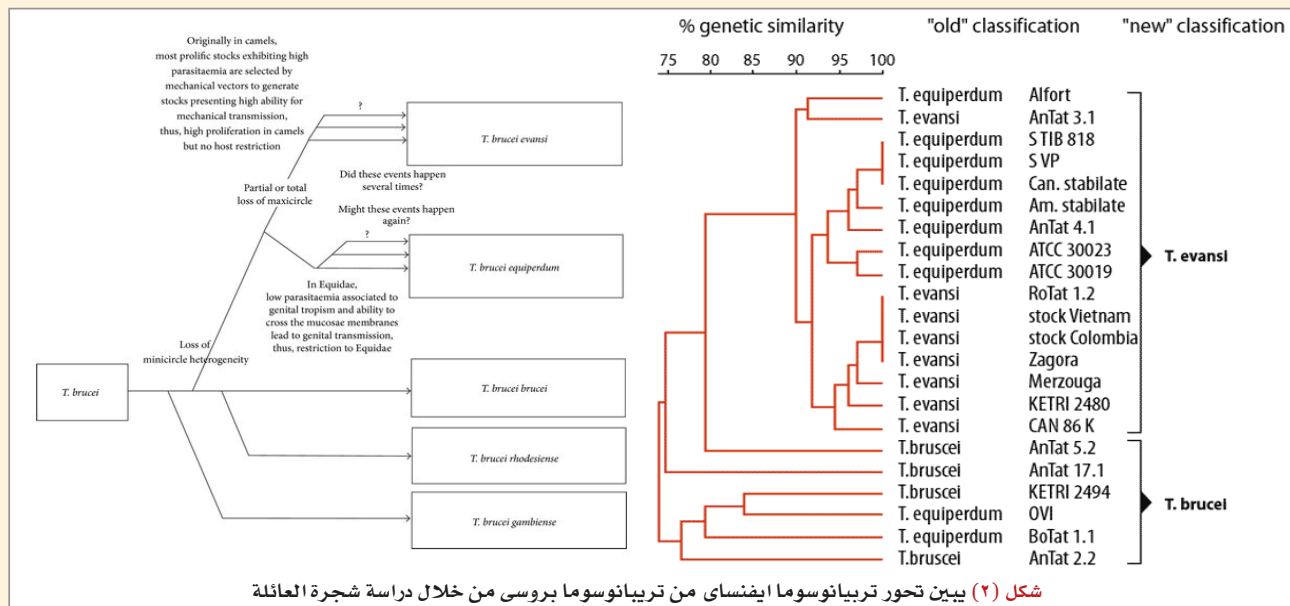 Originally in camels,
most prolific stocks exhibiting high
parasitaemia are selected by
mechanical vectors to generate
stocks presenting high ability for
mechanical transmission,
thus, high proliferation in camels
but no host restriction
?
T. brucei evansi
Did these events happen
several times?
Partial or total
loss of maxicircle
Might these events happen
again?
?
T. brucei equiperdum
In Equidae,
low parasitaemia associated to
genital tropism and ability to
cross the mucosae membranes
lead to genital transmission,
thus, restriction to Equidae
Loss of
minicircle heterogeneity
T. brucei
T. brucei brucei
T. brucei rhodesiense
T. brucei gambiense
% genetic similarity "old" classification "new" classification
75 80 85 90 95 100
T. equiperdum Alfort
T. evansi AnTat 3.1
T. equiperdum STIB 818
T. equiperdum SVP
T. equiperdum Can. stabilate
T. equiperdum Am. stabilate
T. equiperdum AnTat 4.1
T. equiperdum ATCC 30023
T. equiperdum ATCC 30019
T. evansi RoTat 1.2
T. evansi stock Vietnam
T. evansi stock Colombia
T. evansi Zagora
T. evansi Merzouga
T. evansi KETRI 2480
T. evansi CAN 86 K
T. evansi
T.bruscei AnTat 5.2
T.bruscei AnTat 17.1
T.bruscei KETRI 2494
T. equiperdum OVI
T. equiperdum BoTat 1.1
T.bruscei AnTat 2.2
T. brucei
شكل (٢) يبين تحور تريبانوسوما ايفنساى من تريبانوسوما بروسى من خلال دراسة شجرة العائلة